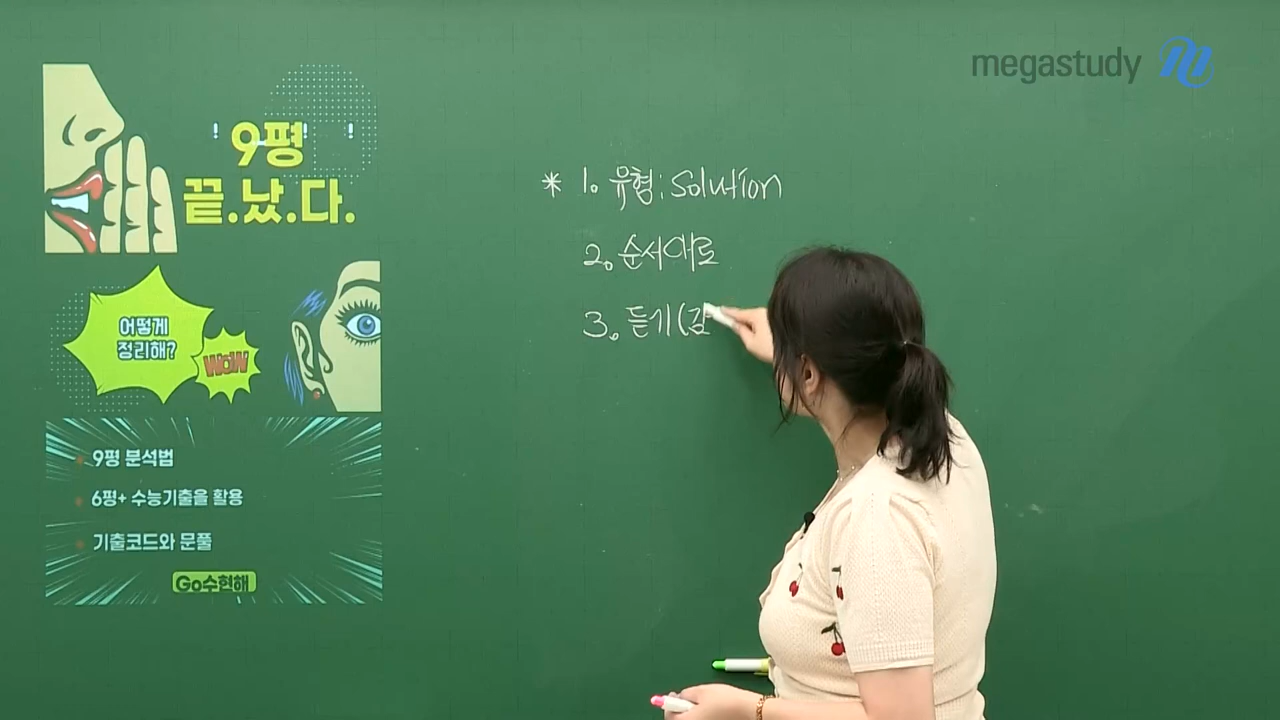 megastudy
9평
끝.났.다.
어떻게
정리해?
WOW
9평 분석법
6평+ 수능기출을 활용
기출코드와 문풀
Go수현해
* 1. 유형 : Solution
2. 순서대로
3. 듣기 (감